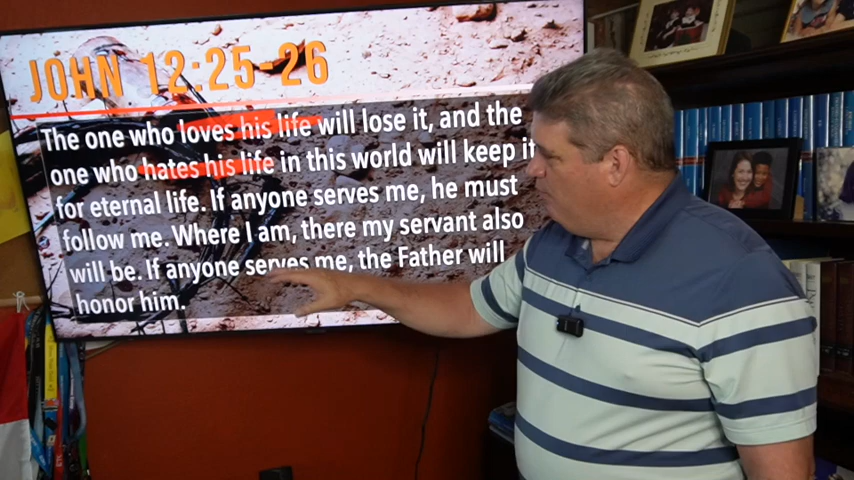 JOHN 12:25-26
The one who loves his life will lose it, and the
one who hates his life in this world will keep it
for eternal life. If anyone serves me, he must
follow me. Where I am, there my servant also
will be. If anyone serves me, the Father will
honor him.